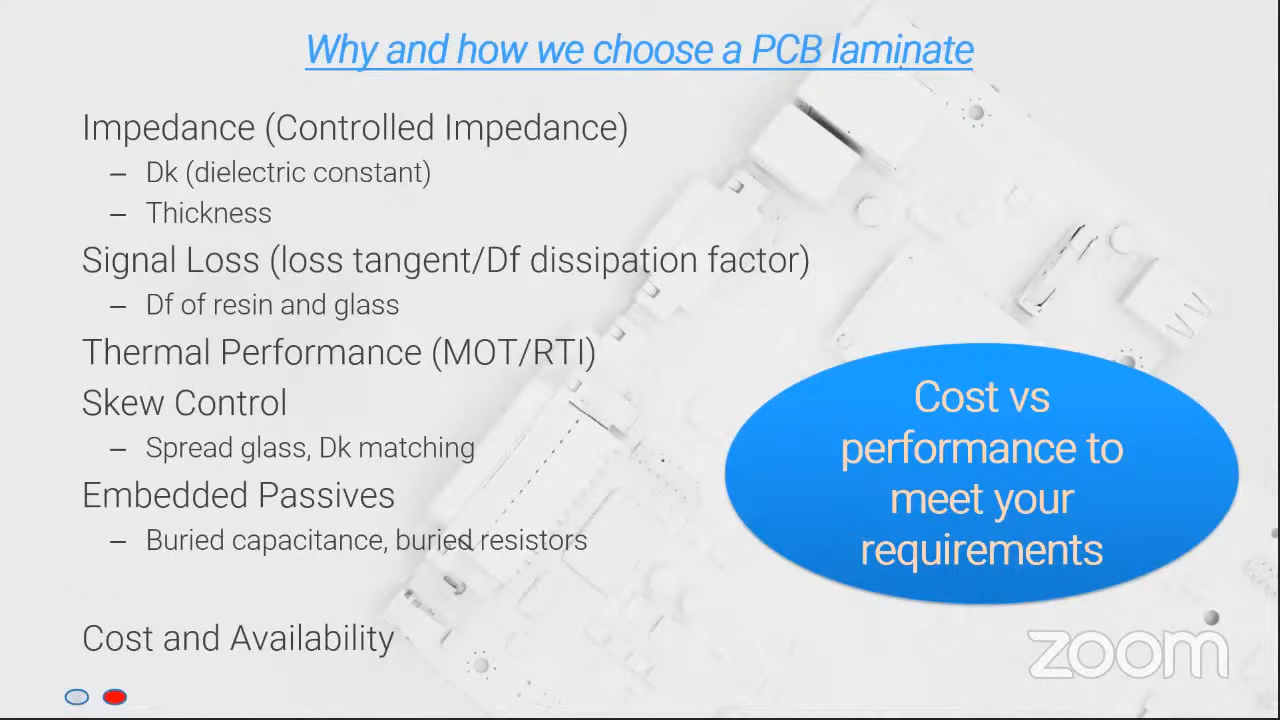 Why and how we choose a PCB laminate
Impedance (Controlled Impedance)
– Dk (dielectric constant)
– Thickness
Signal Loss (loss tangent/Df dissipation factor)
– Df of resin and glass
Thermal Performance (MOT/RTI)
Skew Control
– Spread glass, Dk matching
Embedded Passives
– Buried capacitance, buried resistors
Cost and Availability
Cost vs
performance to
meet your
requirements
zoom